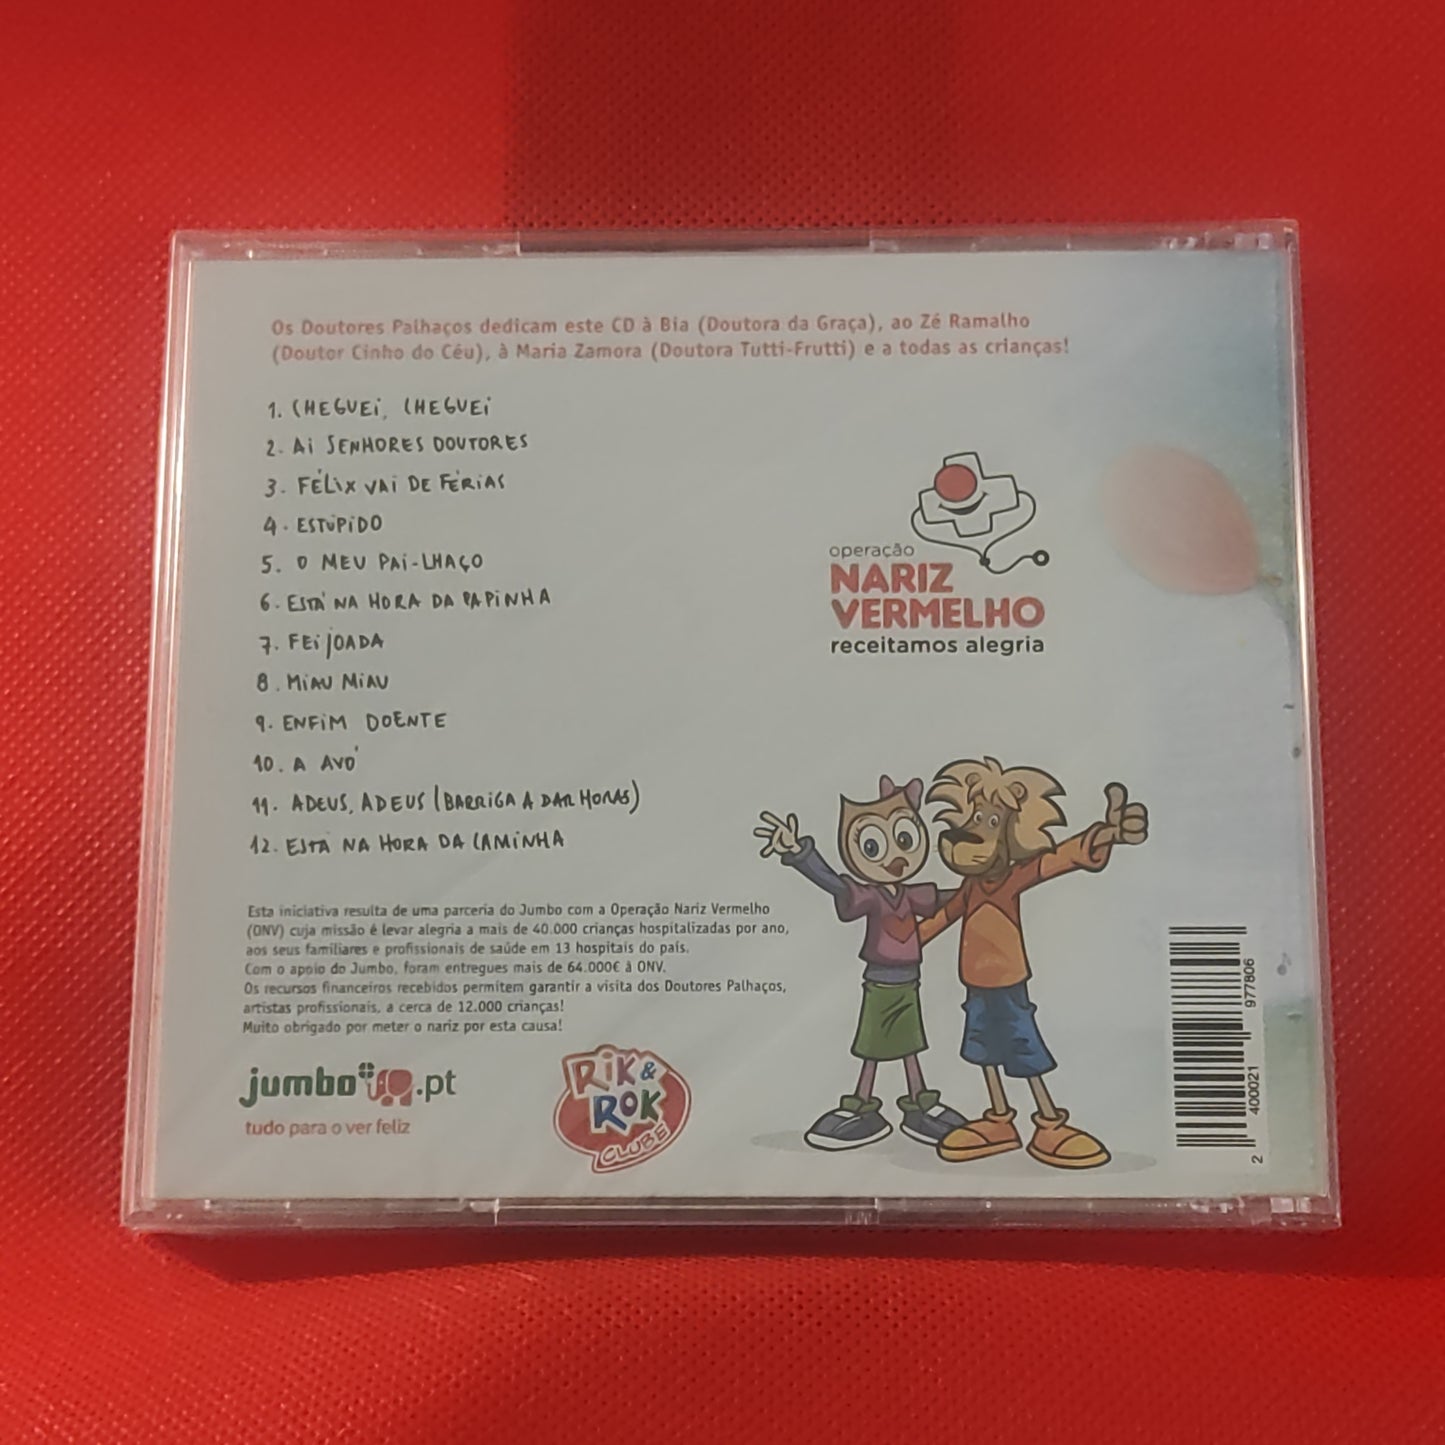 Os Doutores Palhaços dedicam este CD à Bia (Doutora da Graça), ao Zé Ramalho
(Doutor Cinho do Céu), à Maria Zamora (Doutora Tutti-Frutti) e a todas as crianças!
1. CHEGUEi, CHEGUEi
2. Ai SENHORES DOUTORES
3. FÉLiX VAi DE FÉRiAS
4. ESTÚPiDO
5. O MEU PAi-LHAÇO
6. ESTÁ NA HORA DA PAPiNHA
7. FEiJOADA
8. MiAU MiAU
9. ENFiM DOENTE
10. A AVÓ
11. ADEUS, ADEUS (BARRiGA A DAR HORAS)
12. ESTÁ NA HORA DA CAMiNHA
operação
NARIZ
VERMELHO
receitamos alegria
Esta iniciativa resulta de uma parceria do Jumbo com a Operação Nariz Vermelho
(ONV) cuja missão é levar alegria a mais de 40.000 crianças hospitalizadas por ano,
aos seus familiares e profissionais de saúde em 13 hospitais do país.
Com o apoio do Jumbo, foram entregues mais de 64.000€ à ONV.
Os recursos financeiros recebidos permitem garantir a visita dos Doutores Palhaços,
artistas profissionais, a cerca de 12.000 crianças!
Muito obrigado por meter o nariz por esta causa!
jumbo.pt
tudo para o ver feliz
RiK &
ROK
CLUBE
2 400021 977806